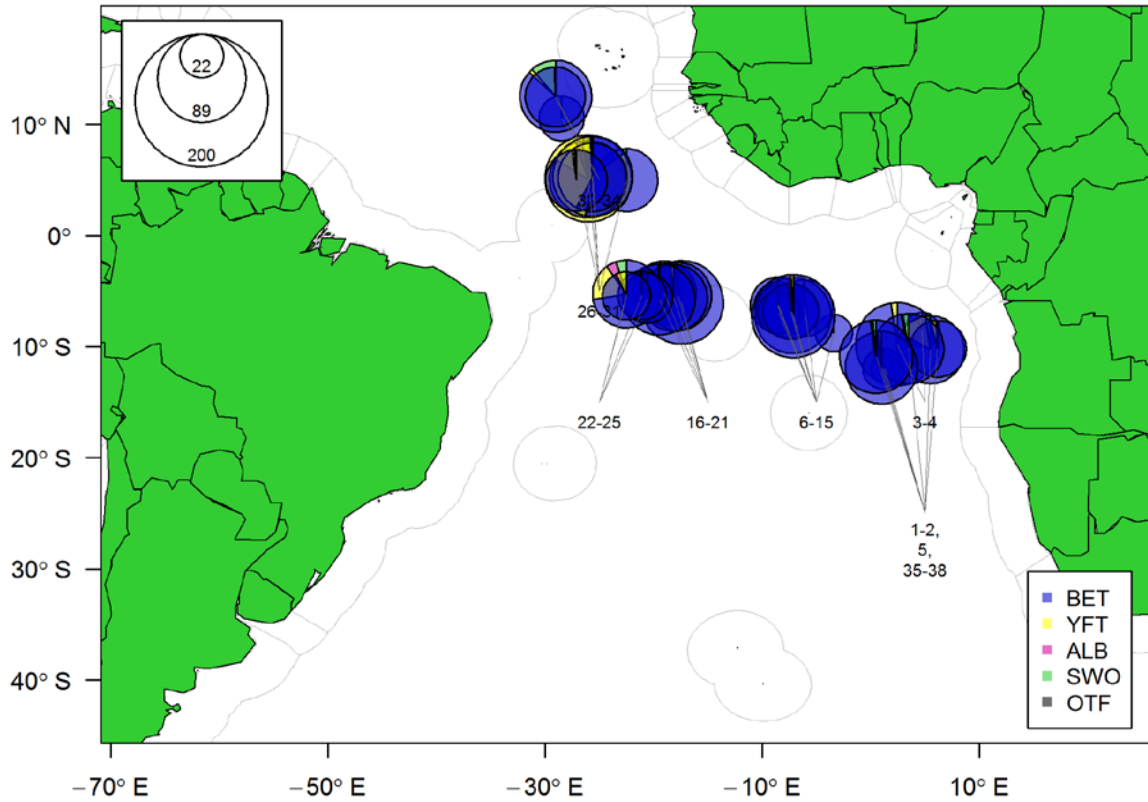 22
89
200
10° N
0°
10° S
20° S
30° S
40° S
26-31
22-25
16-21
6-15
3-4
1-2,
5,
35-38
BET
YFT
ALB
SWO
OTF
−70° E
−50° E
−30° E
−10° E
10° E